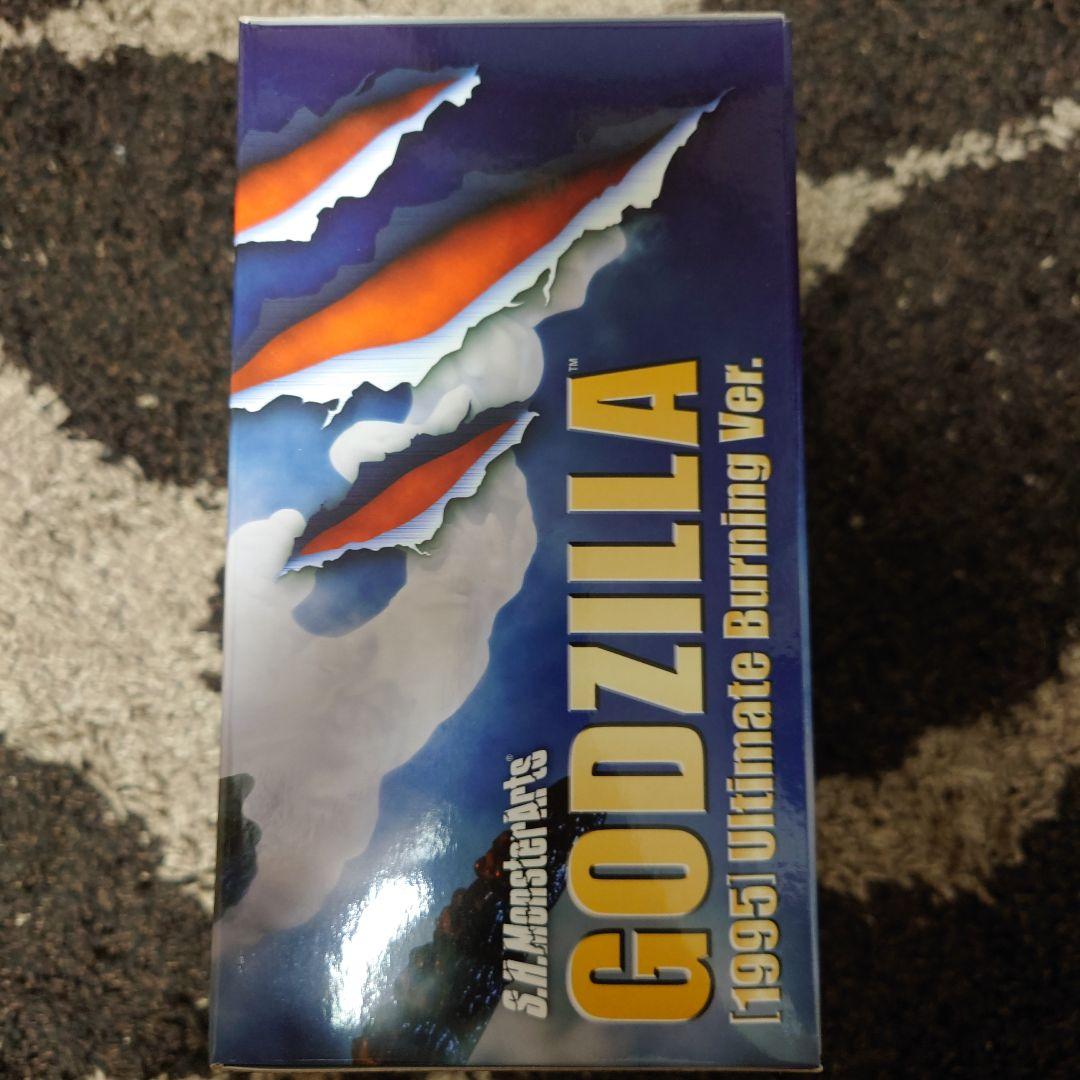 S.H.MonsterArts®
GODZILLA™
[1995] Ultimate Burning Ver.